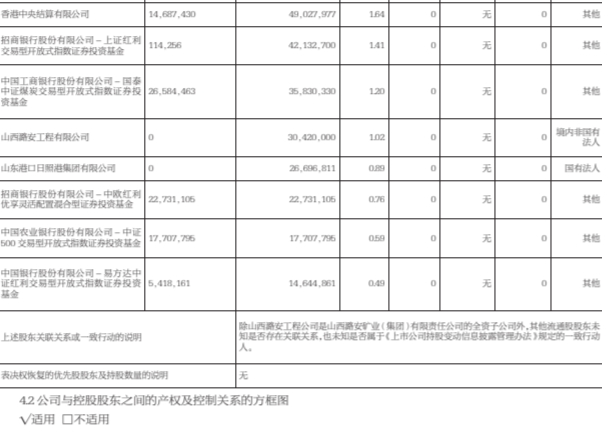 香港中央结算有限公司 14,687,430 49,027,977 1.64 0 无 0 其他
招商银行股份有限公司－上证红利
交易型开放式指数证券投资基金 114,256 42,132,700 1.41 0 无 0 其他
中国工商银行股份有限公司－国泰
中证煤炭交易型开放式指数证券投
资基金 26,584,463 35,830,330 1.20 0 无 0 其他
山西潞安工程有限公司 0 30,420,000 1.02 0 无 0 境内非国有
法人
山东港口日照港集团有限公司 0 26,696,811 0.89 0 无 0 国有法人
招商银行股份有限公司－中欧红利
优享灵活配置混合型证券投资基金 22,731,105 22,731,105 0.76 0 无 0 其他
中国农业银行股份有限公司－中证
500 交易型开放式指数证券投资基金 17,707,795 17,707,795 0.59 0 无 0 其他
中国银行股份有限公司－易方达中
证红利交易型开放式指数证券投资
基金 5,418,161 14,644,861 0.49 0 无 0 其他
上述股东关联关系或一致行动的说明
除山西潞安工程公司是山西潞安矿业（集团）有限责任公司的全资子公司外，其他流通股股东未
知是否存在关联关系，也未知是否属于《上市公司持股变动信息披露管理办法》规定的一致行动
人。
表决权恢复的优先股股东及持股数量的说明 无
4.2 公司与控股股东之间的产权及控制关系的方框图
√适用 □不适用